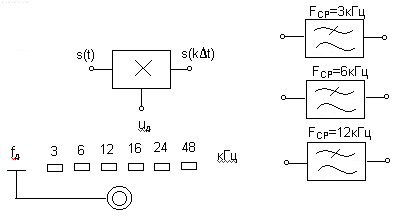 Fср=3кГц
s(t) s(kΔt)
Fср=6кГц
uд
Fср=12кГц
fд 3 6 12 16 24 48 кГц